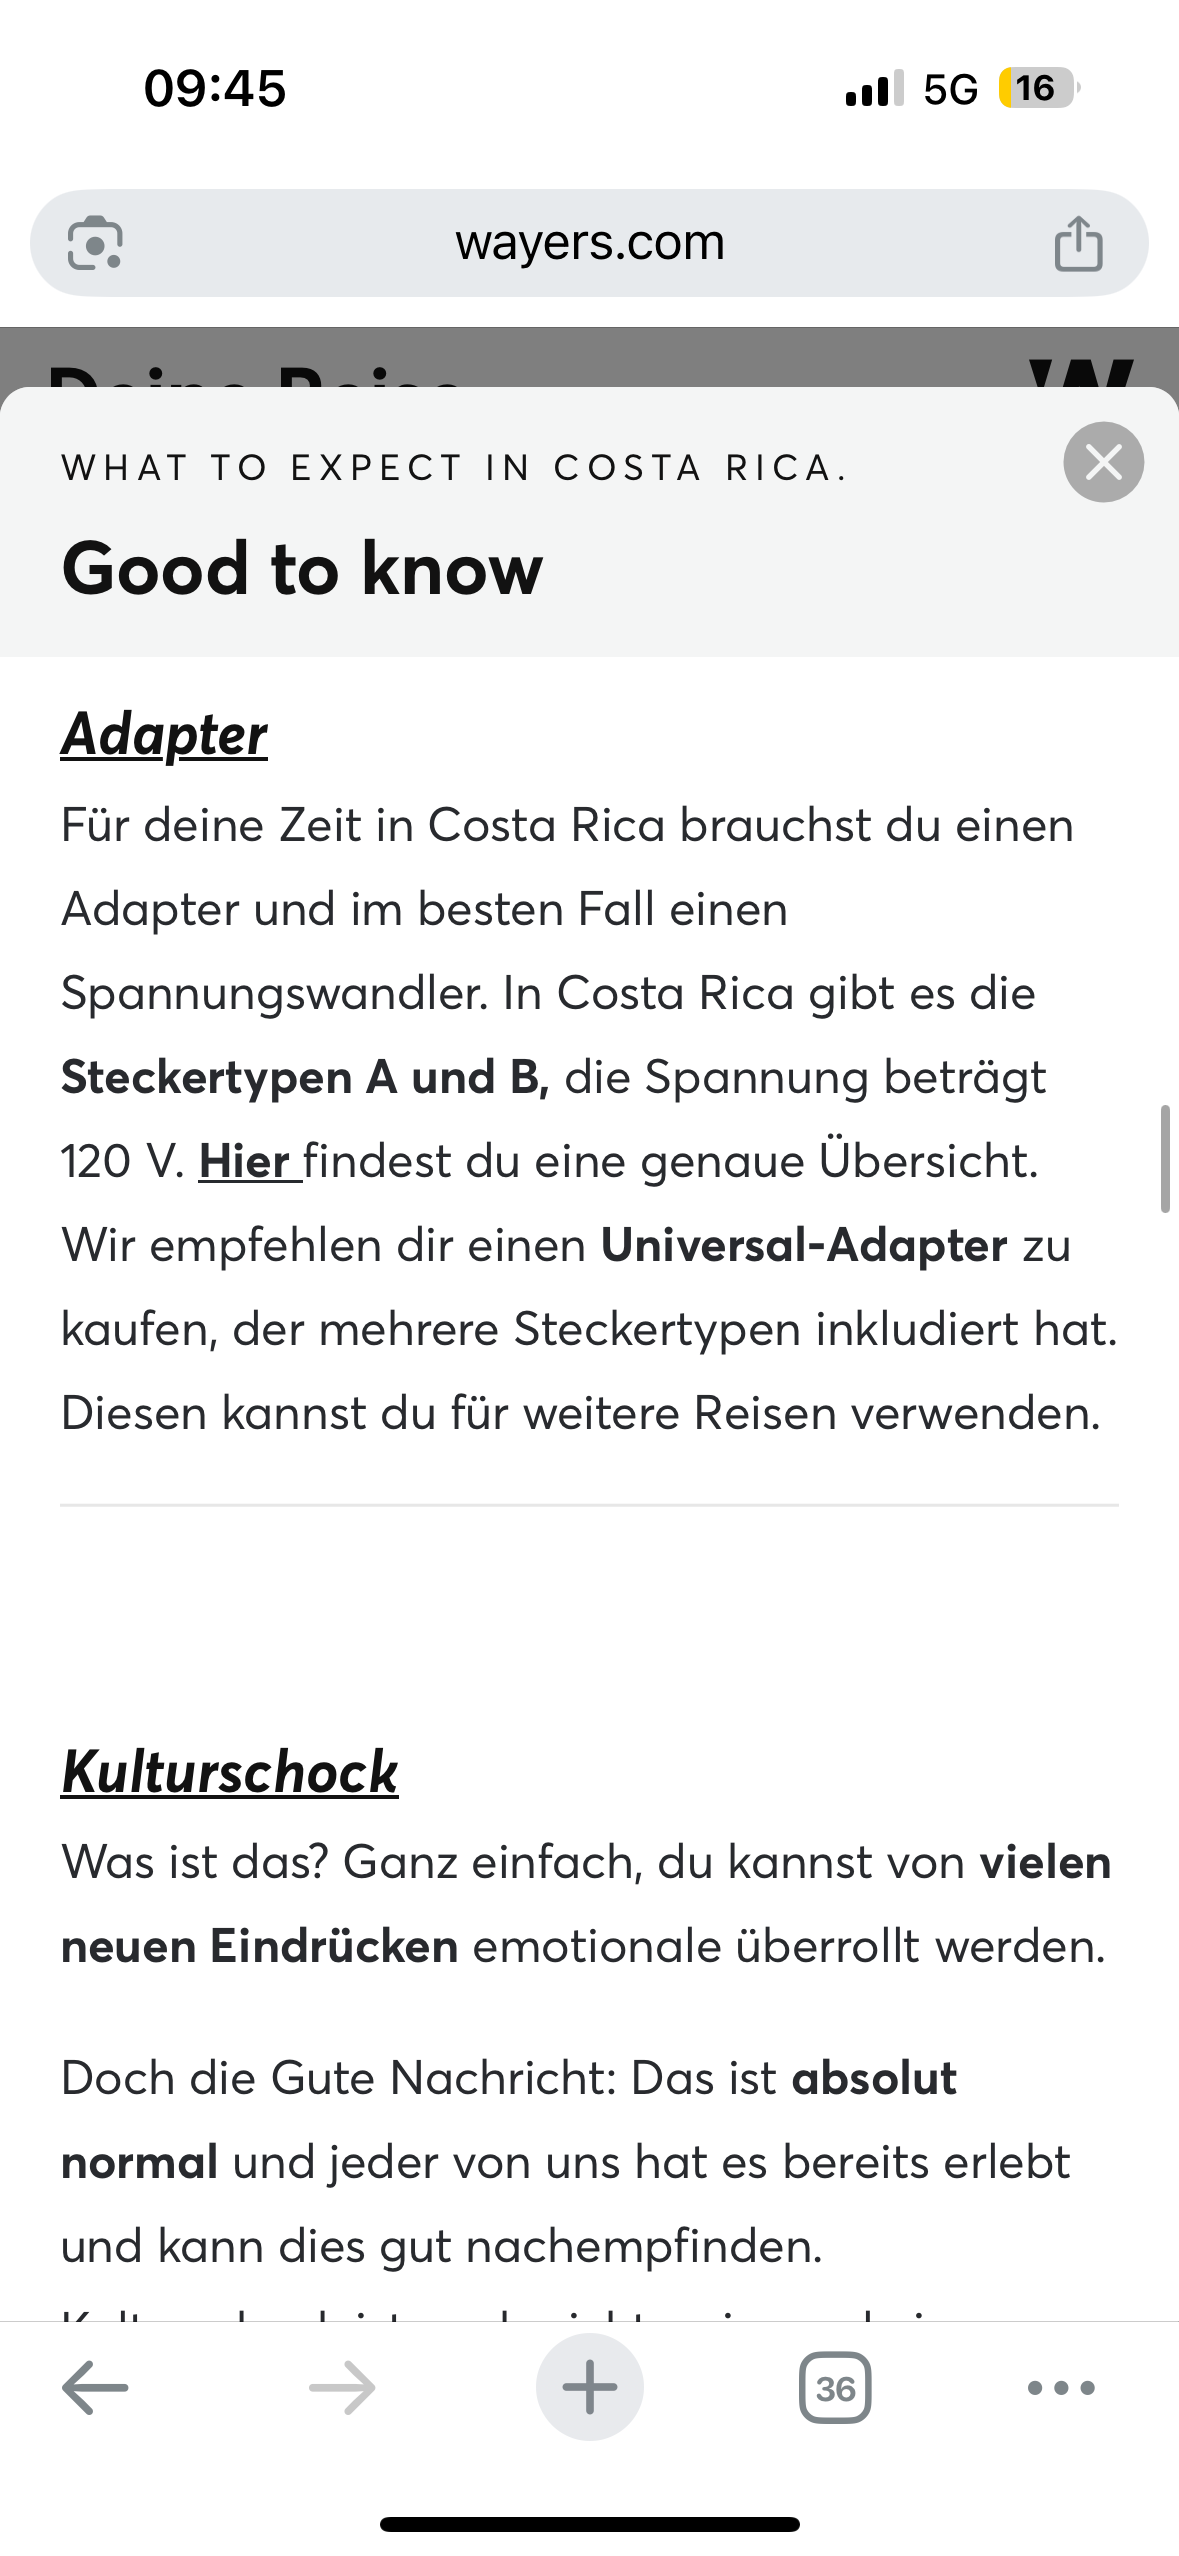 09:45
5G 16
wayers.com
WHAT TO EXPECT IN COSTA RICA.
Good to know
Adapter
Für deine Zeit in Costa Rica brauchst du einen
Adapter und im besten Fall einen
Spannungswandler. In Costa Rica gibt es die
Steckertypen A und B, die Spannung beträgt
120 V. Hier findest du eine genaue Übersicht.
Wir empfehlen dir einen Universal-Adapter zu
kaufen, der mehrere Steckertypen inkludiert hat.
Diesen kannst du für weitere Reisen verwenden.
Kulturschock
Was ist das? Ganz einfach, du kannst von vielen
neuen Eindrücken emotionale überrollt werden.
Doch die Gute Nachricht: Das ist absolut
normal und jeder von uns hat es bereits erlebt
und kann dies gut nachempfinden.
36